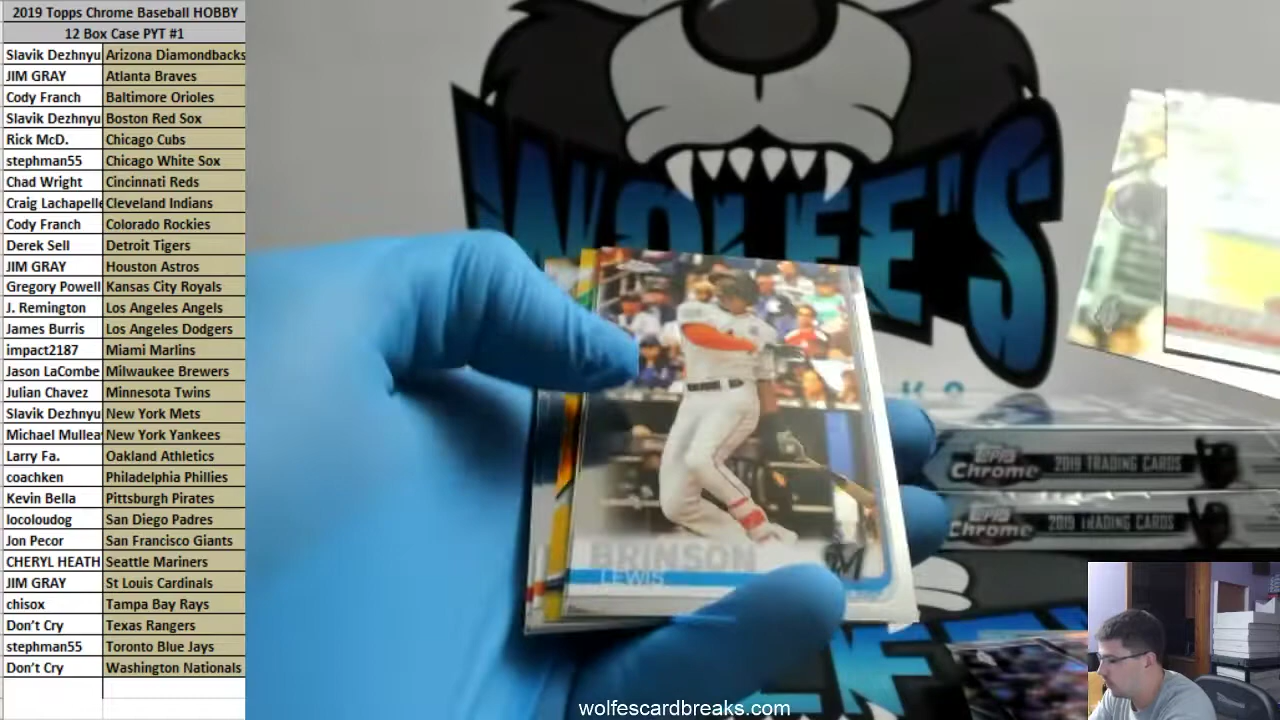 2019 Topps Chrome Baseball HOBBY
12 Box Case PYT #1
Slavik Dezhnyu Arizona Diamondbacks
JIM GRAY Atlanta Braves
Cody Franch Baltimore Orioles
Slavik Dezhnyu Boston Red Sox
Rick McD. Chicago Cubs
stephman55 Chicago White Sox
Chad Wright Cincinnati Reds
Craig Lachapelle Cleveland Indians
Cody Franch Colorado Rockies
Derek Sell Detroit Tigers
JIM GRAY Houston Astros
Gregory Powell Kansas City Royals
J. Remington Los Angeles Angels
James Burris Los Angeles Dodgers
impact2187 Miami Marlins
Jason LaCombe Milwaukee Brewers
Julian Chavez Minnesota Twins
Slavik Dezhnyu New York Mets
Michael Mullea New York Yankees
Larry Fa. Oakland Athletics
coachken Philadelphia Phillies
Kevin Bella Pittsburgh Pirates
locoloudog San Diego Padres
Jon Pecor San Francisco Giants
CHERYL HEATH Seattle Mariners
JIM GRAY St Louis Cardinals
chisox Tampa Bay Rays
Don't Cry Texas Rangers
stephman55 Toronto Blue Jays
Don't Cry Washington Nationals
WOLFE'S
BRINSON
LEWIS
TOPPS
Chrome
2019 TRADING CARDS
TOPPS
Chrome
2019 TRADING CARDS
wolfescardbreaks.com